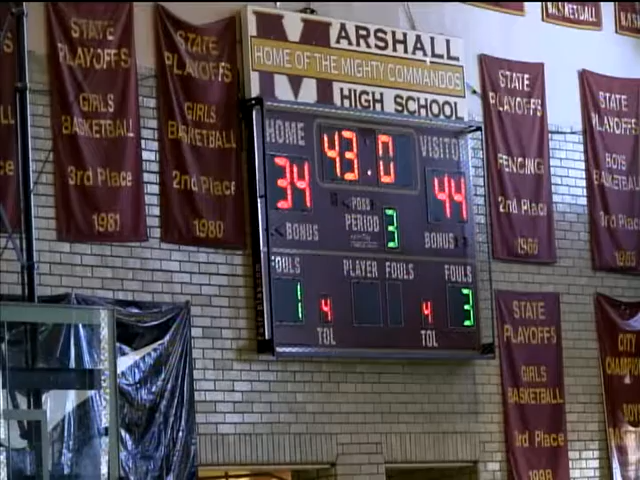 MARSHALL
HOME OF THE MIGHTY COMMANDOS
HIGH SCHOOL
HOME
43.0
VISITOR
34
44
POSS
PERIOD
3
BONUS
BONUS
FOULS
PLAYER FOULS
FOULS
1
4
4
3
TOL
TOL
STATE
PLAYOFFS
GIRLS
BASKETBALL
3rd Place
1981
STATE
PLAYOFFS
GIRLS
BASKETBALL
2nd Place
1980
BASKETBALL
STATE
PLAYOFFS
FENCING
2nd Place
STATE
PLAYOFFS
BOYS
BASKETBALL
3rd Place
STATE
PLAYOFFS
GIRLS
BASKETBALL
3rd Place
1998
CITY